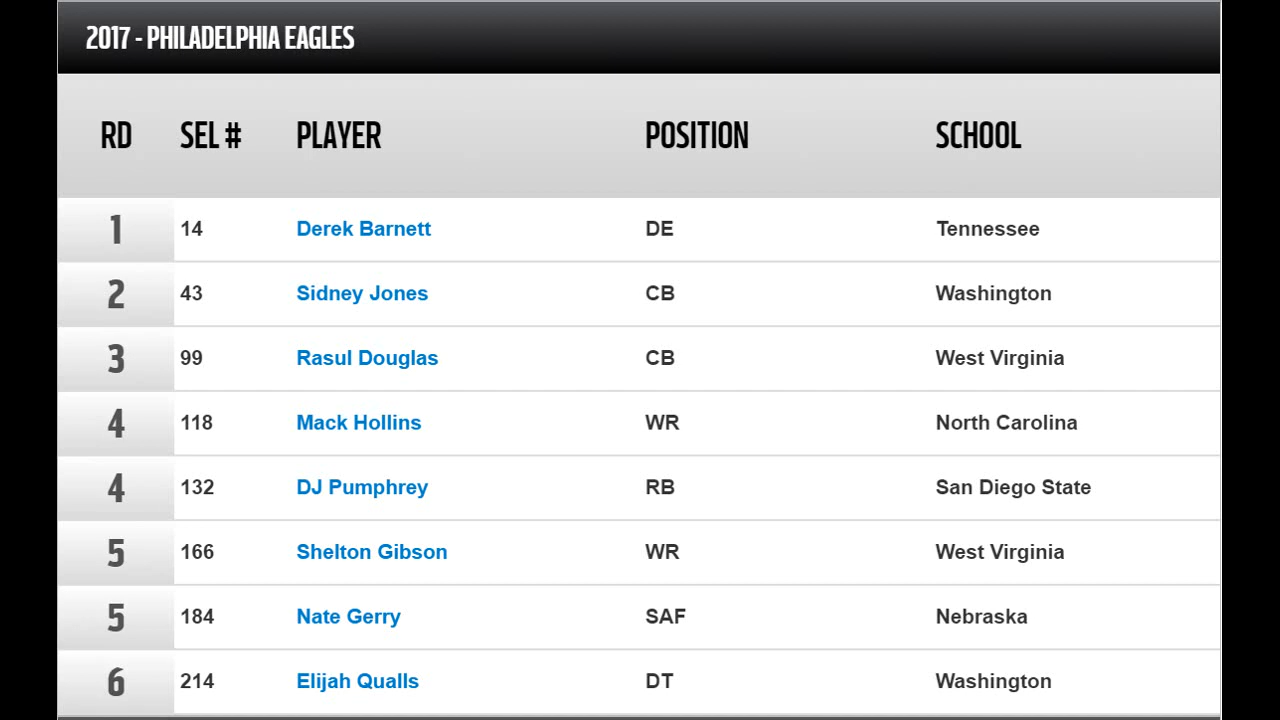 2017 - PHILADELPHIA EAGLES
RD SEL # PLAYER POSITION SCHOOL
1 14 Derek Barnett DE Tennessee
2 43 Sidney Jones CB Washington
3 99 Rasul Douglas CB West Virginia
4 118 Mack Hollins WR North Carolina
4 132 DJ Pumphrey RB San Diego State
5 166 Shelton Gibson WR West Virginia
5 184 Nate Gerry SAF Nebraska
6 214 Elijah Qualls DT Washington